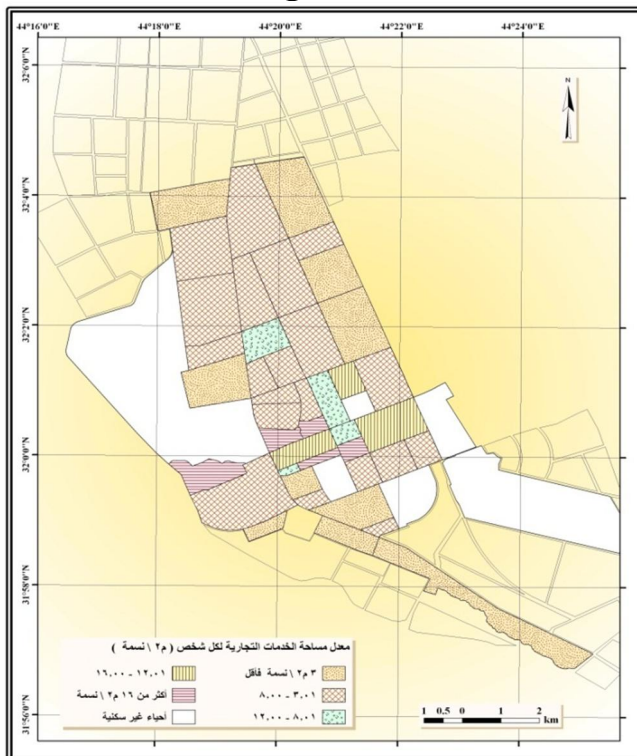 44°16'0"E 44°18'0"E 44°20'0"E 44°22'0"E 44°24'0"E
32°6'0"N
32°4'0"N
32°2'0"N
32°0'0"N
31°58'0"N
31°56'0"N
N
معدل مساحة الخدمات التجارية لكل شخص ( م٢ \ نسمة )
٣ م٢ \ نسمة فأقل
٣.٠١ - ٨.٠٠
٨.٠١ - ١٢.٠٠
١٢.٠١ - ١٦.٠٠
أكثر من ١٦ م٢ \ نسمة
أحياء غير سكنية
1 0.5 0 1 2
km